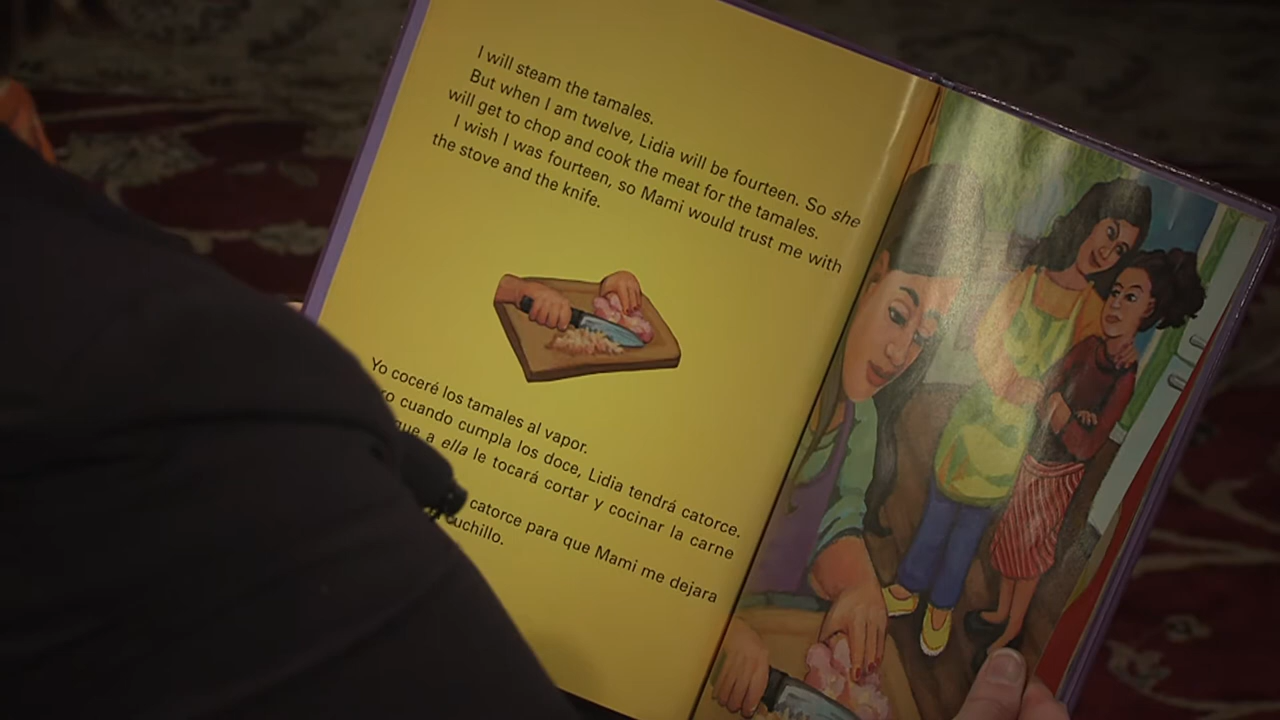 I will steam the tamales.
But when I am twelve, Lidia will be fourteen. So she
will get to chop and cook the meat for the tamales.
I wish I was fourteen, so Mami would trust me with
the stove and the knife.
Yo coceré los tamales al vapor.
ro cuando cumpla los doce, Lidia tendrá catorce.
que a ella le tocará cortar y cocinar la carne
catorce para que Mami me dejara
uchillo.